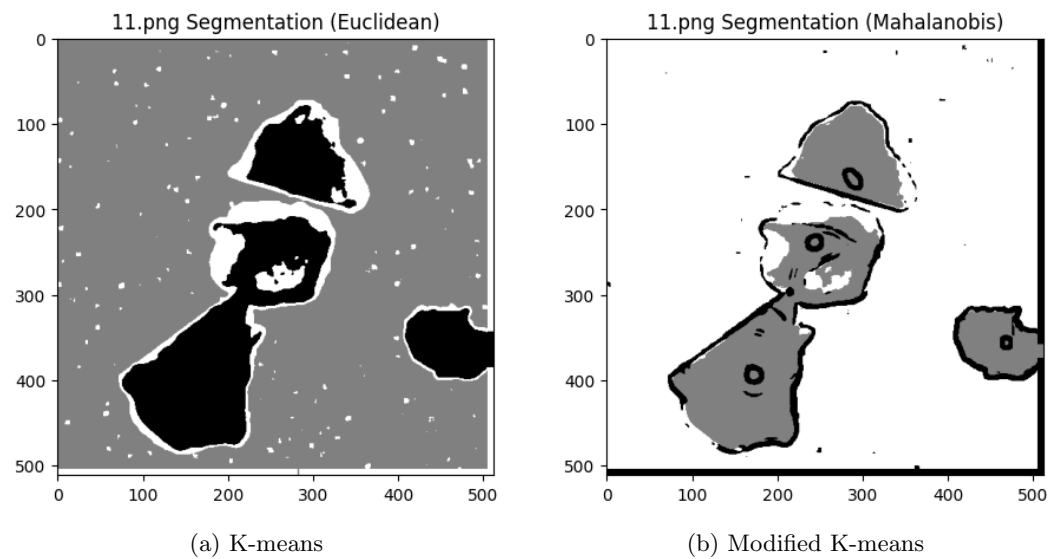 11.png Segmentation (Euclidean)
0
100
200
300
400
500
0 100 200 300 400 500
(a) K-means
11.png Segmentation (Mahalanobis)
0
100
200
300
400
500
0 100 200 300 400 500
(b) Modified K-means